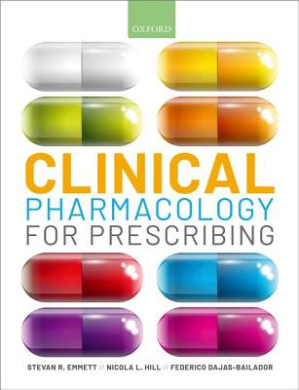 OXFORD
CLINICAL
PHARMACOLOGY
FOR PRESCRIBING
STEVAN R. EMMETT // NICOLA L. HILL // FEDERICO DAJAS-BAILADOR